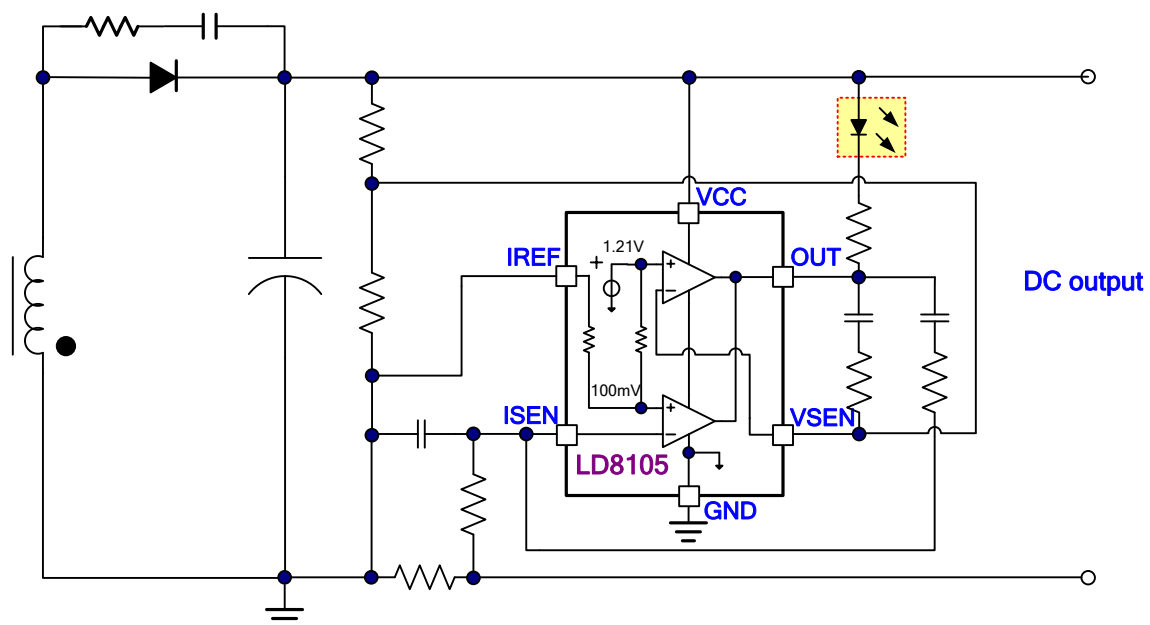 VCC
1.21V
IREF
+
+
−
OUT
DC output
100mV
ISEN
+
−
VSEN
LD8105
GND